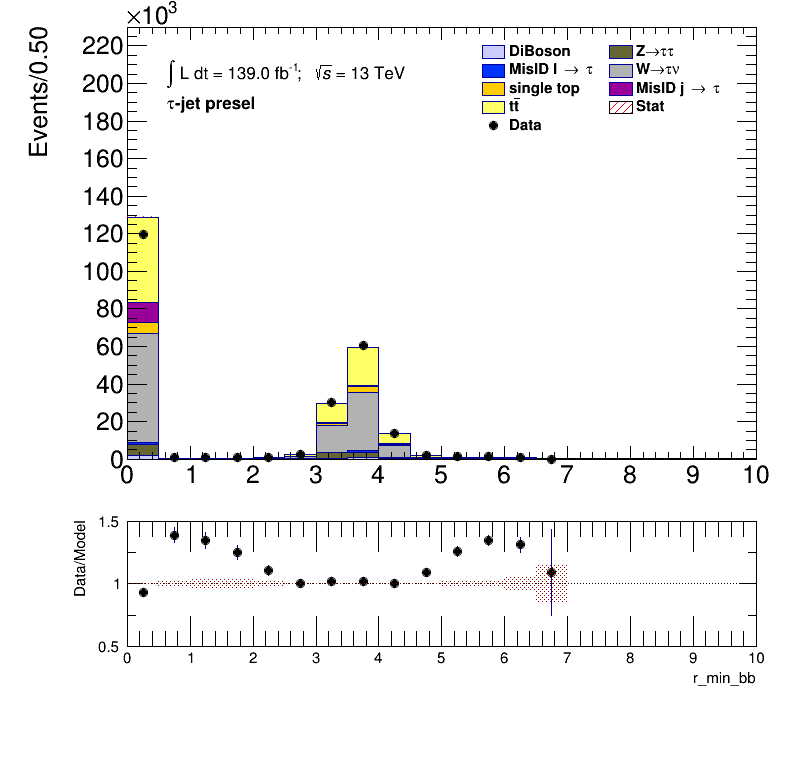 ×10³
Events/0.50
220
200
180
160
140
120
100
80
60
40
20
0
∫ L dt = 139.0 fb⁻¹; √s = 13 TeV
τ-jet presel
DiBoson
MisID l → τ
single top
tt̄
Data
Z→ττ
W→τν
MisID j → τ
Stat
0 1 2 3 4 5 6 7 8 9 10
Data/Model
1.5
1
0.5
0 1 2 3 4 5 6 7 8 9 10
r_min_bb